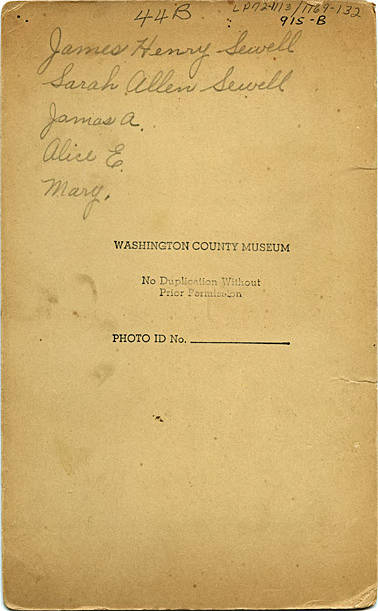 44B
LP72-113/1769-132
915-B
James Henry Sewell
Sarah Allen Sewell
James A.
Alice E.
Mary.
WASHINGTON COUNTY MUSEUM
No Duplication Without
Prior Permission
PHOTO ID No.